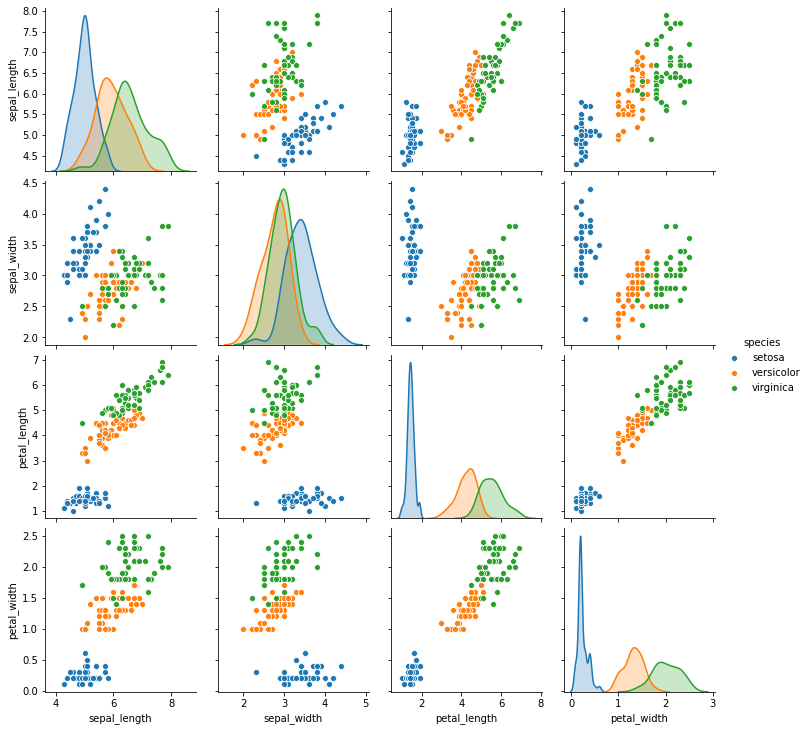 8.0
7.5
7.0
6.5
6.0
5.5
5.0
4.5
sepal_length
4.5
4.0
3.5
3.0
2.5
2.0
sepal_width
species
setosa
versicolor
virginica
7
6
5
4
3
2
1
petal_length
2.5
2.0
1.5
1.0
0.5
0.0
petal_width
4 6 8
2 3 4 5
2 4 6 8
0 1 2 3
sepal_length sepal_width petal_length petal_width